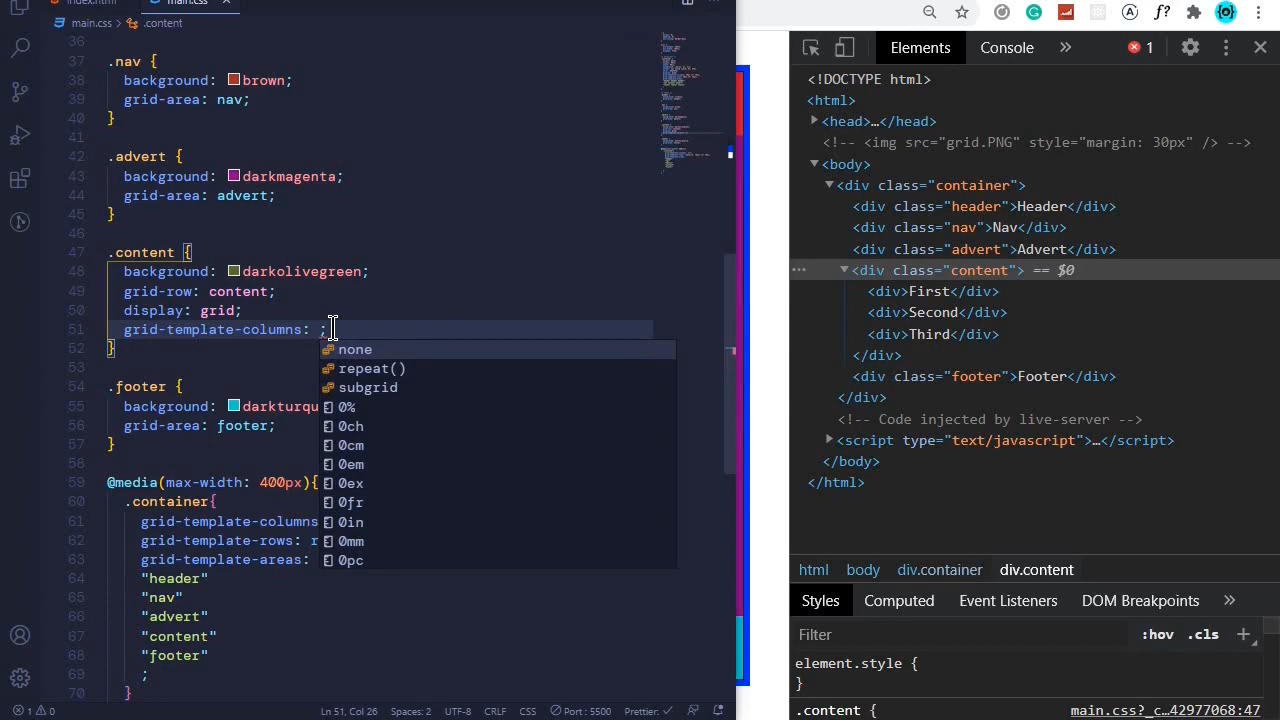 index.html
main.css
main.css > .content
36
37 .nav {
38 background: brown;
39 grid-area: nav;
40 }
41
42 .advert {
43 background: darkmagenta;
44 grid-area: advert;
45 }
46
47 .content {
48 background: darkolivegreen;
49 grid-row: content;
50 display: grid;
51 grid-template-columns: ;
52 }
53
54 .footer {
55 background: darkturqu
56 grid-area: footer;
57 }
58
59 @media(max-width: 400px){
60 .container{
61 grid-template-columns
62 grid-template-rows: r
63 grid-template-areas:
64 "header"
65 "nav"
66 "advert"
67 "content"
68 "footer"
69 ;
70 }
none
repeat()
subgrid
0%
0ch
0cm
0em
0ex
0fr
0in
0mm
0pc
1 0
Ln 51, Col 26
Spaces: 2
UTF-8
CRLF
CSS
Port : 5500
Prettier: ✓
f?
Elements
Console
»
1
<!DOCTYPE html>
<html>
<head>…</head>
<!-- <img src="grid.PNG" style="margin: 30px" /> -->
<body>
<div class="container">
<div class="header">Header</div>
<div class="nav">Nav</div>
<div class="advert">Advert</div>
<div class="content"> == $0
<div>First</div>
<div>Second</div>
<div>Third</div>
</div>
<div class="footer">Footer</div>
</div>
<!-- Code injected by live-server -->
<script type="text/javascript">…</script>
</body>
</html>
html body div.container div.content
Styles Computed Event Listeners DOM Breakpoints »
Filter :hov .cls +
element.style {
}
.content { main.css?_c…42977068:47